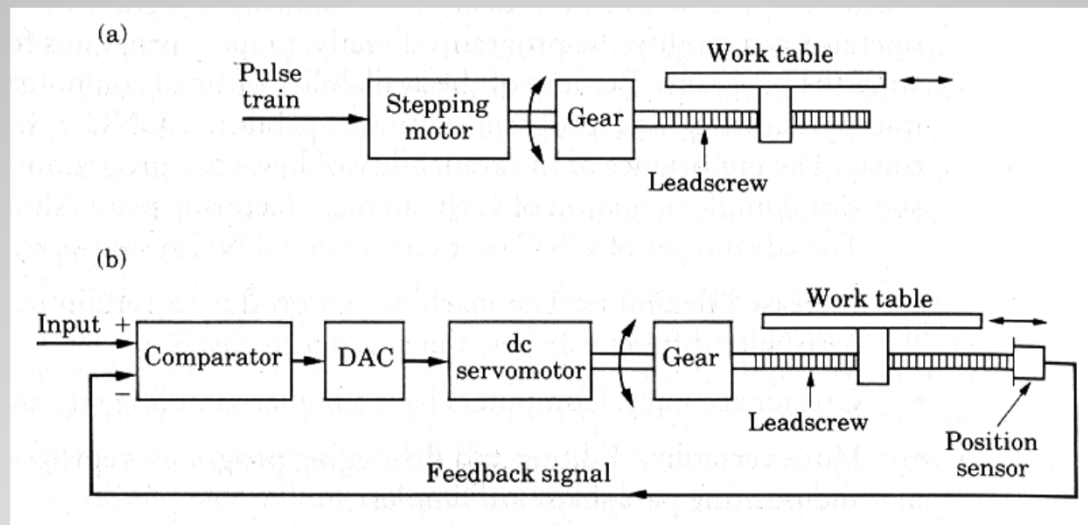 (a)
Work table
Pulse
train
Stepping
motor
Gear
Leadscrew
(b)
Work table
Input +
Comparator
DAC
dc
servomotor
Gear
Leadscrew
Position
sensor
Feedback signal